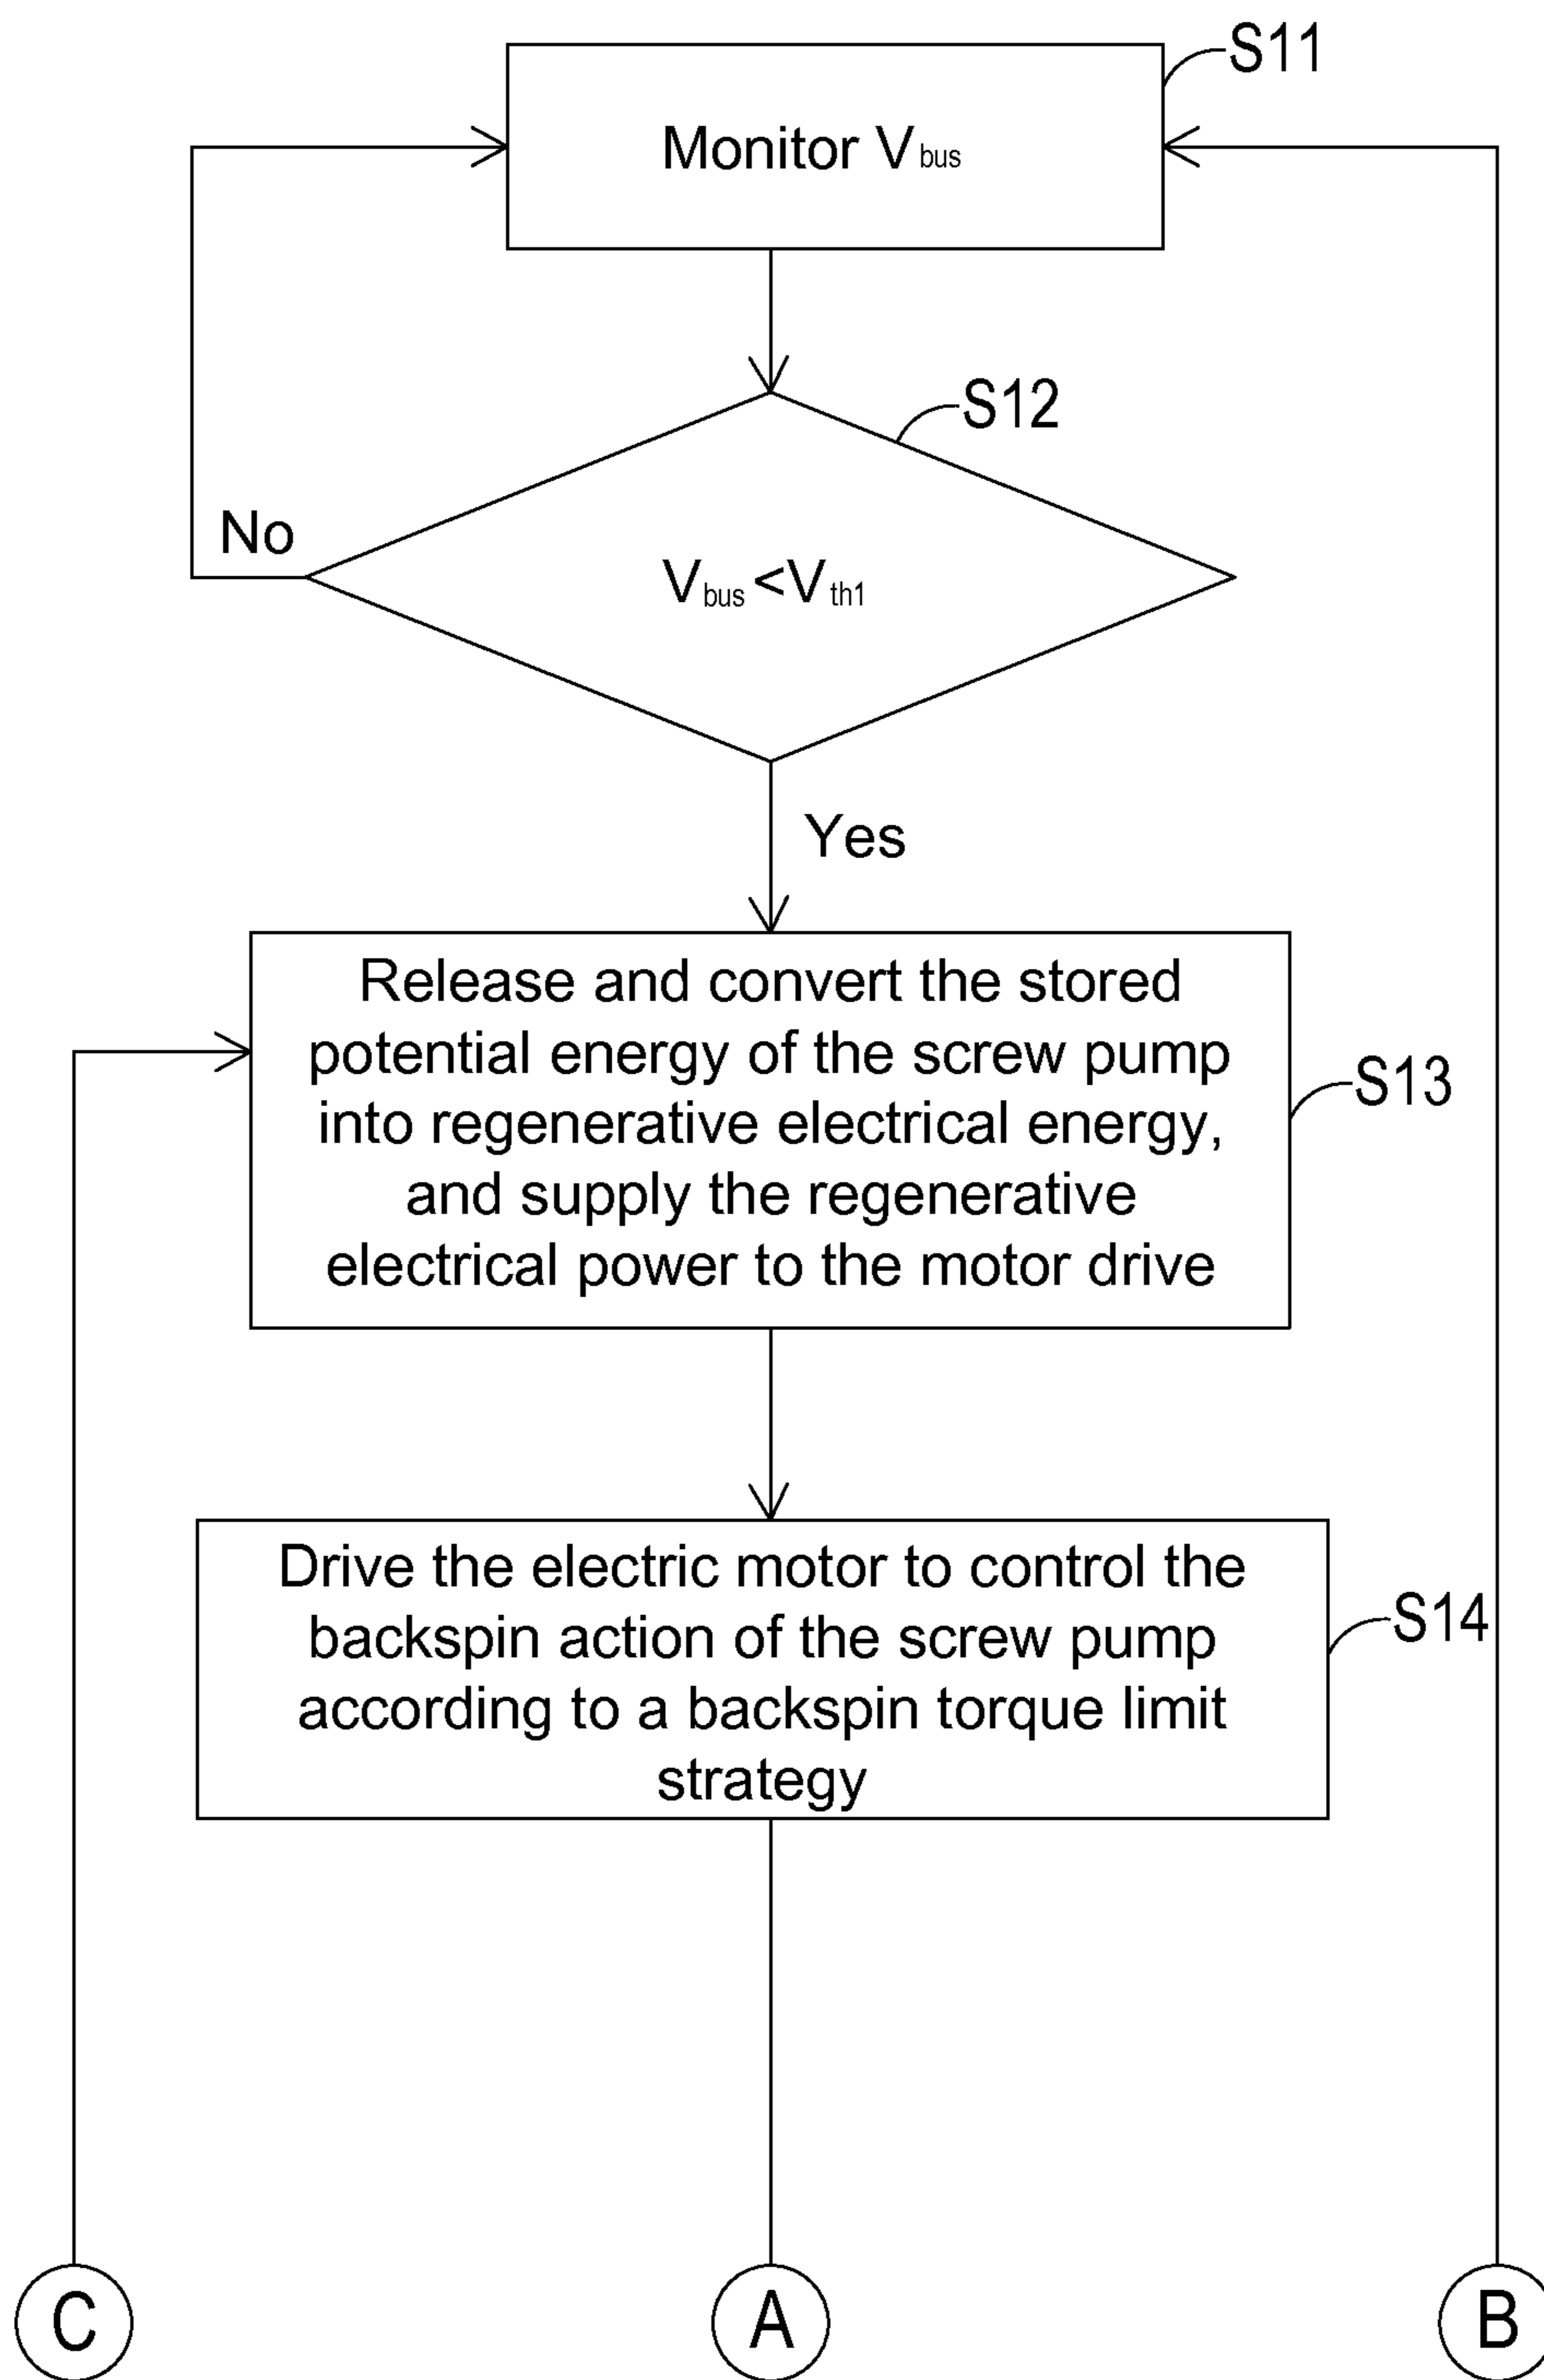 S11
Monitor Vbus
S12
No
Vbus<Vth1
Yes
Release and convert the stored
potential energy of the screw pump
into regenerative electrical energy,
and supply the regenerative
electrical power to the motor drive
S13
Drive the electric motor to control the
backspin action of the screw pump
according to a backspin torque limit
strategy
S14
C
A
B